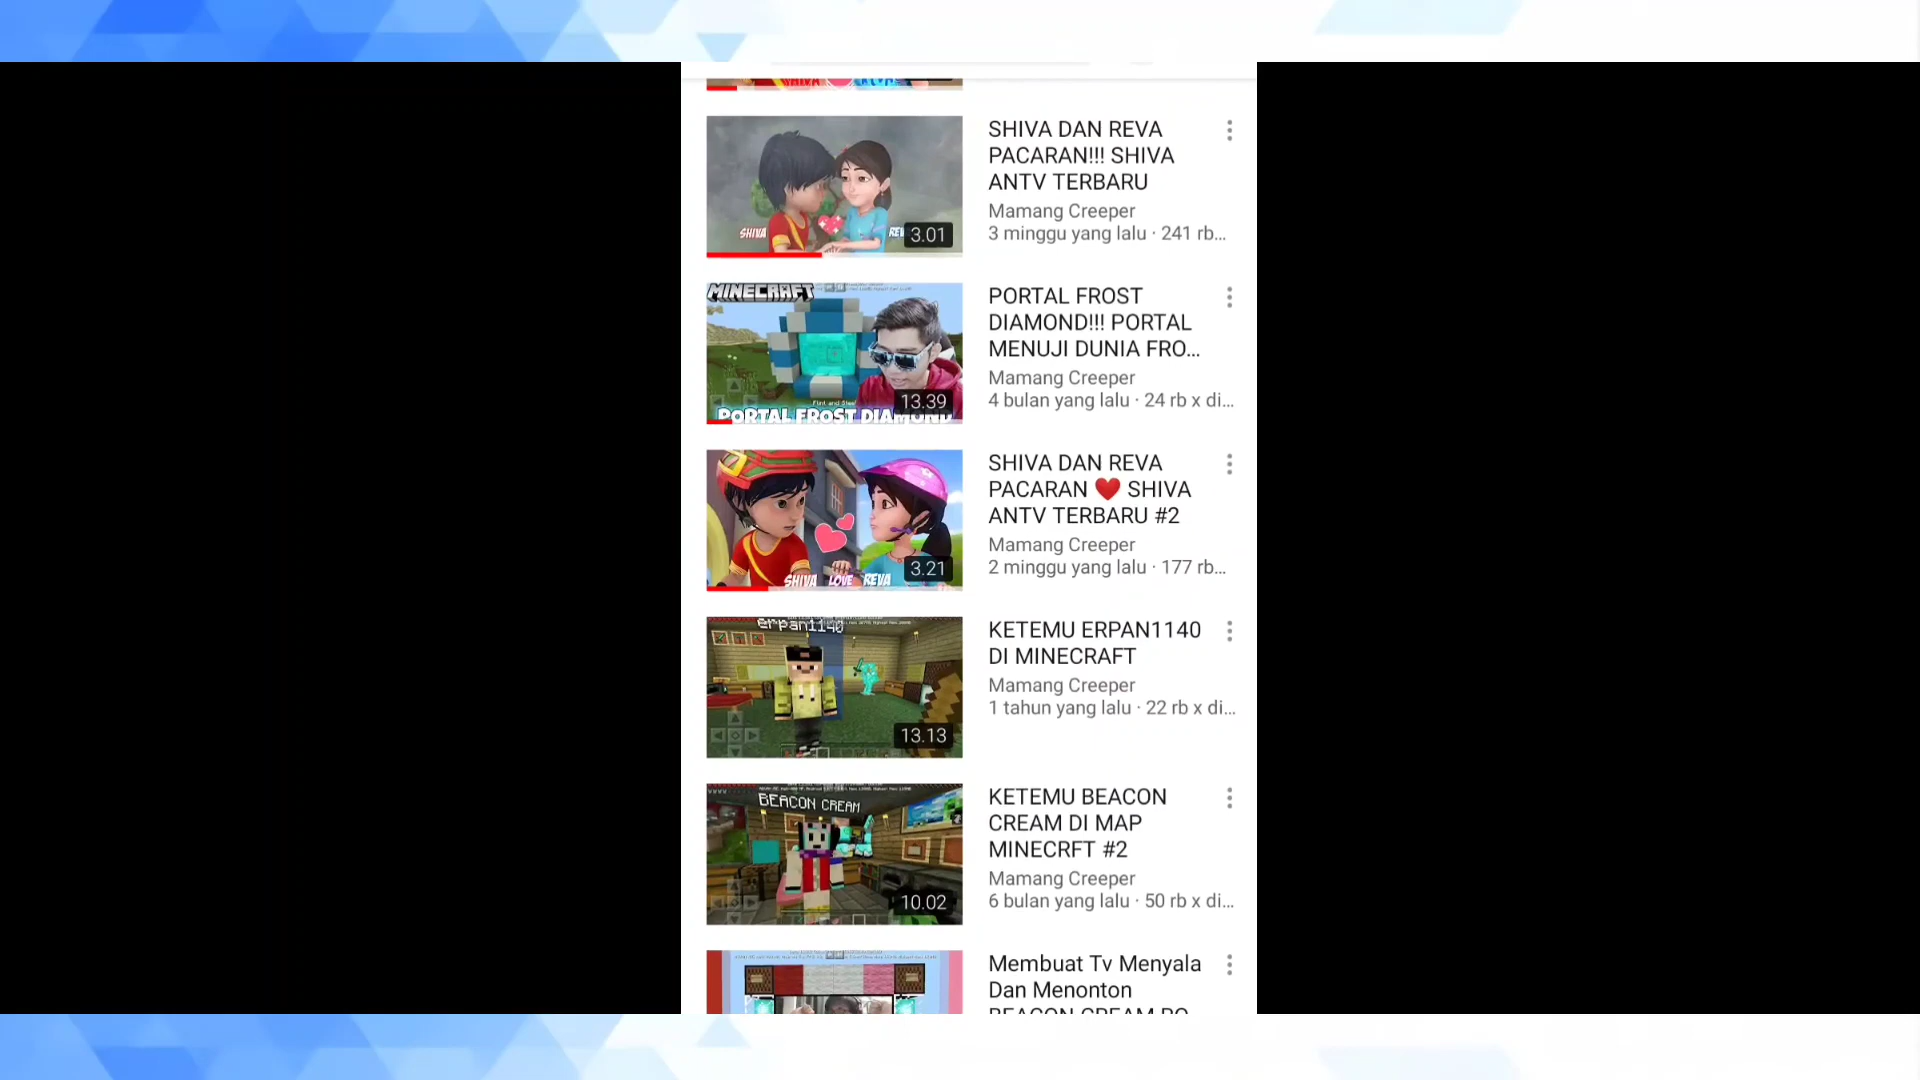 SHIVA DAN REVA
PACARAN!!! SHIVA
ANTV TERBARU
Mamang Creeper
3 minggu yang lalu · 241 rb...
SHIVA
3.01
MINECRAFT
PORTAL FROST DIAMOND
13.39
PORTAL FROST
DIAMOND!!! PORTAL
MENUJI DUNIA FRO...
Mamang Creeper
4 bulan yang lalu · 24 rb x di...
SHIVA LOVE REVA
3.21
SHIVA DAN REVA
PACARAN ❤️ SHIVA
ANTV TERBARU #2
Mamang Creeper
2 minggu yang lalu · 177 rb...
erpan1140
13.13
KETEMU ERPAN1140
DI MINECRAFT
Mamang Creeper
1 tahun yang lalu · 22 rb x di...
BEACON CREAM
10.02
KETEMU BEACON
CREAM DI MAP
MINECRFT #2
Mamang Creeper
6 bulan yang lalu · 50 rb x di...
Membuat Tv Menyala
Dan Menonton
BEACON CREAM